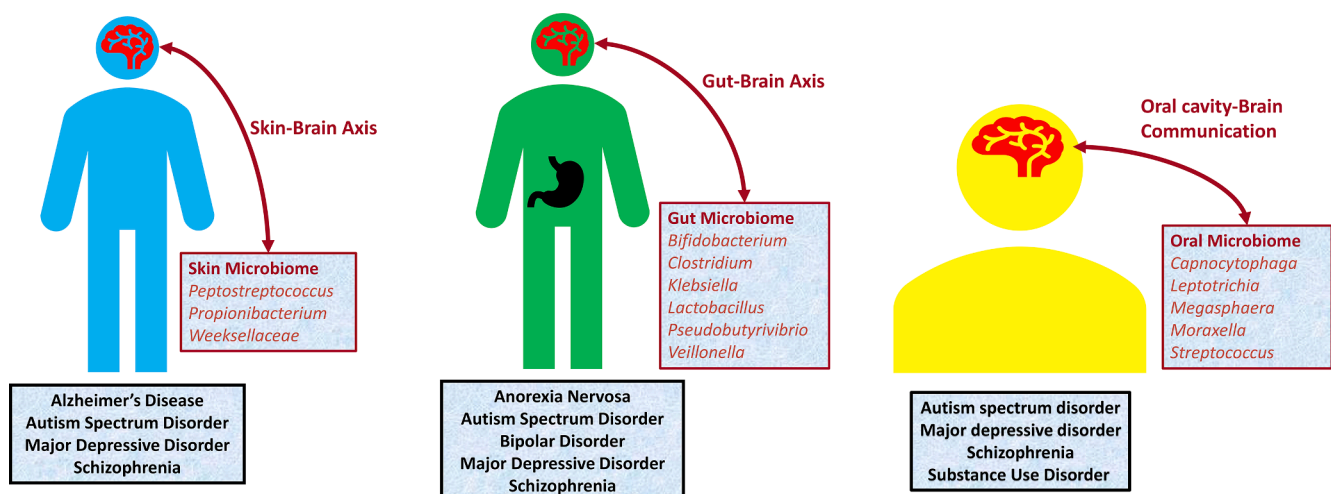 Skin-Brain Axis
Skin Microbiome
Peptostreptococcus
Propionibacterium
Weeksellaceae
Alzheimer’s Disease
Autism Spectrum Disorder
Major Depressive Disorder
Schizophrenia
Gut-Brain Axis
Gut Microbiome
Bifidobacterium
Clostridium
Klebsiella
Lactobacillus
Pseudobutyrivibrio
Veillonella
Anorexia Nervosa
Autism Spectrum Disorder
Bipolar Disorder
Major Depressive Disorder
Schizophrenia
Oral cavity-Brain
Communication
Oral Microbiome
Capnocytophaga
Leptotrichia
Megasphaera
Moraxella
Streptococcus
Autism spectrum disorder
Major depressive disorder
Schizophrenia
Substance Use Disorder